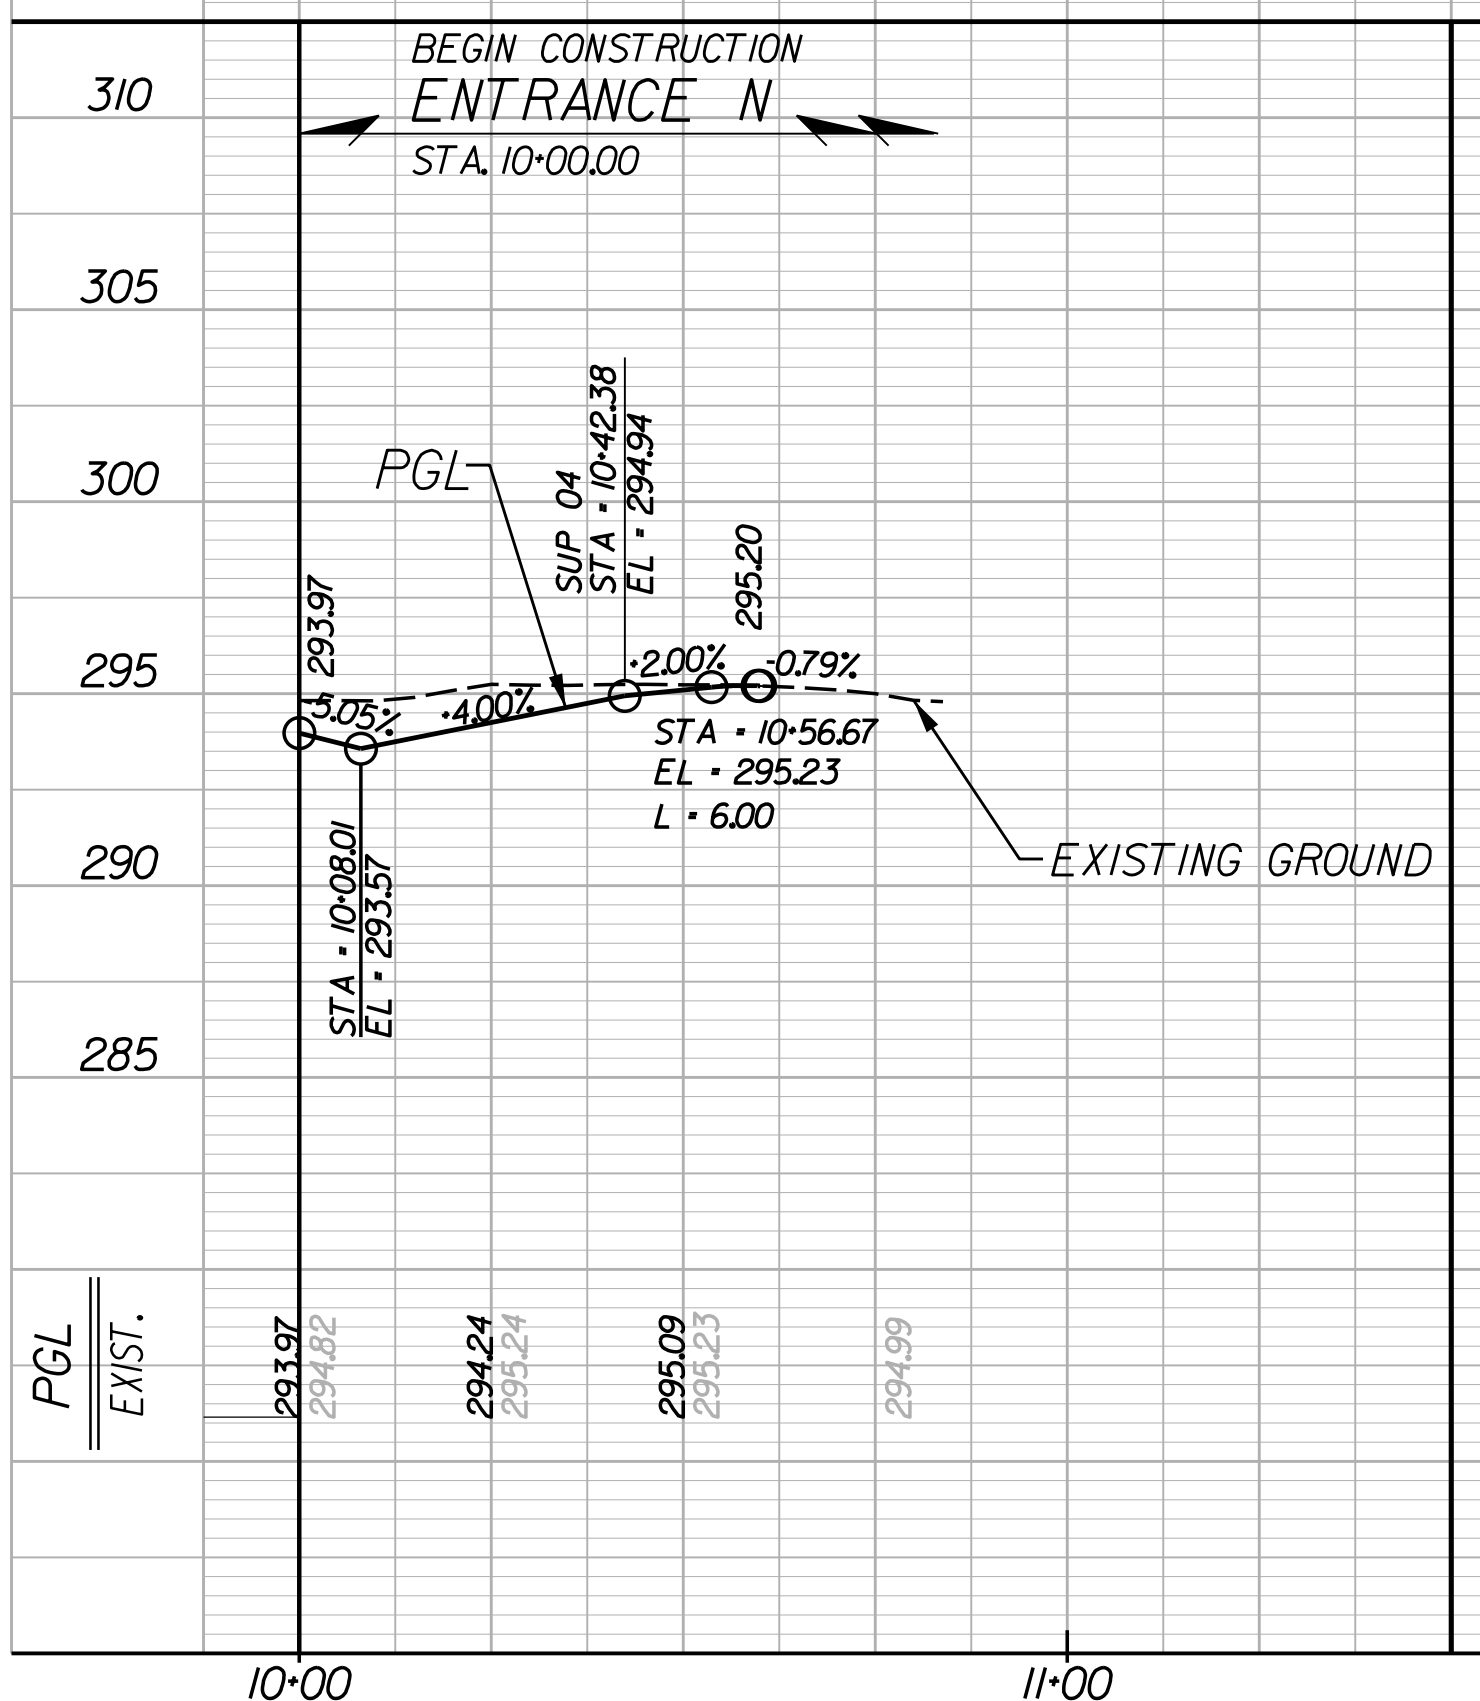 BEGIN CONSTRUCTION
ENTRANCE N
STA. 10+00.00
310
305
300
295
290
285
PGL
SUP 04
STA = 10+42.38
EL = 294.94
295.20
293.97
5.05%
+4.00%
+2.00%
-0.79%
STA = 10+56.67
EL = 295.23
L = 6.00
EXISTING GROUND
STA = 10+08.01
EL = 293.57
PGL
EXIST.
293.97
294.82
294.24
295.24
295.09
295.23
294.99
10+00
11+00